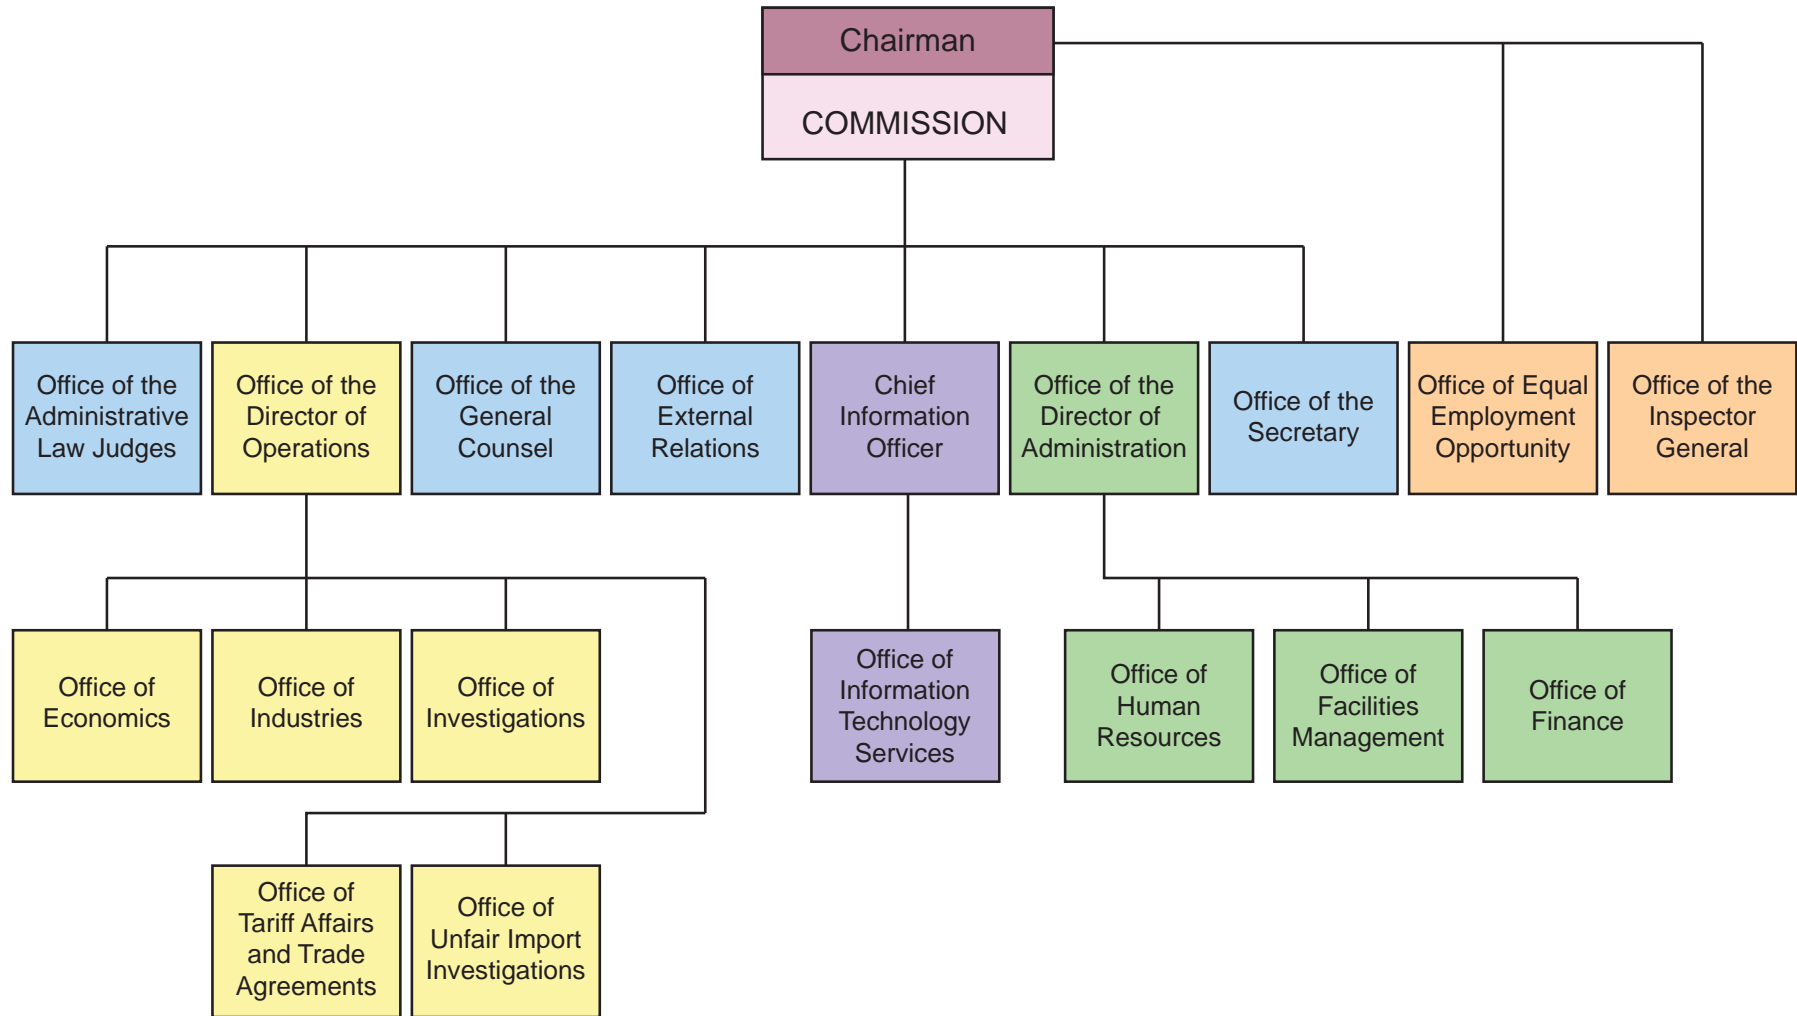 Chairman
COMMISSION
Office of the
Administrative
Law Judges
Office of the
Director of
Operations
Office of the
General
Counsel
Office of
External
Relations
Chief
Information
Officer
Office of the
Director of
Administration
Office of the
Secretary
Office of Equal
Employment
Opportunity
Office of the
Inspector
General
Office of
Economics
Office of
Industries
Office of
Investigations
Office of
Information
Technology
Services
Office of
Human
Resources
Office of
Facilities
Management
Office of
Finance
Office of
Tariff Affairs
and Trade
Agreements
Office of
Unfair Import
Investigations